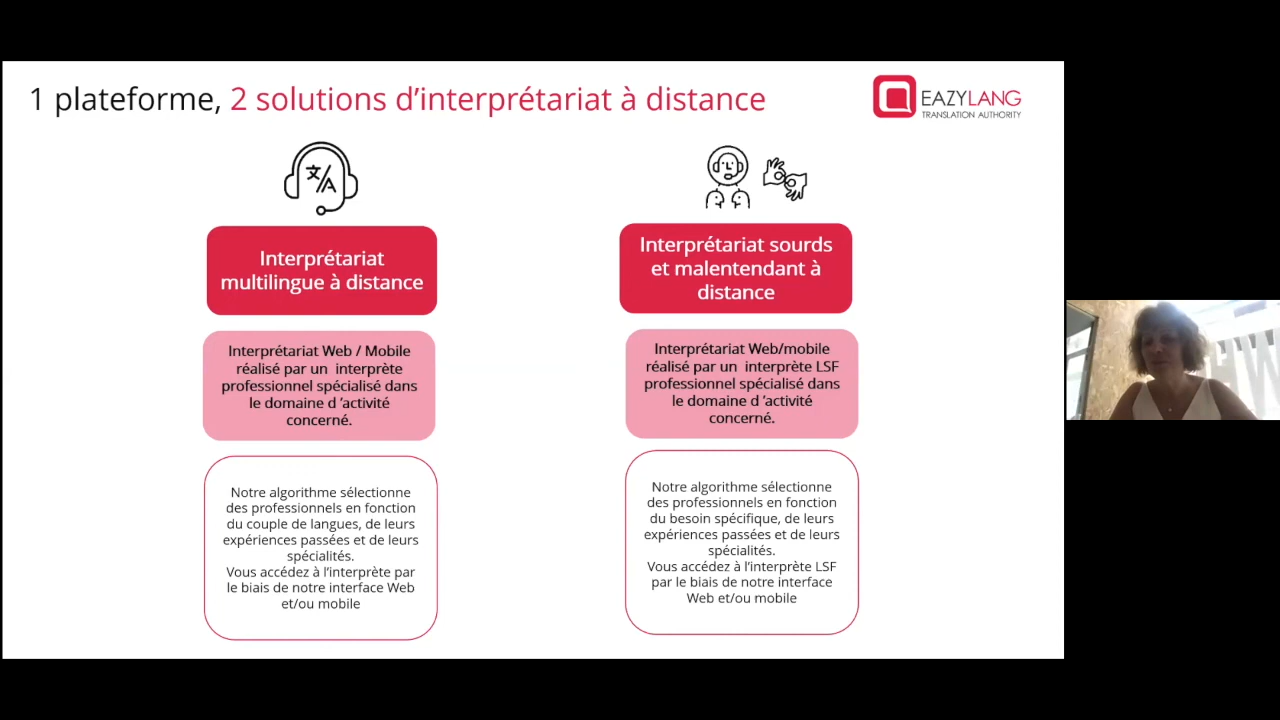 1 plateforme, 2 solutions d’interprétariat à distance
EAZYLANG
TRANSLATION AUTHORITY
文/A
Interprétariat
multilingue à distance
Interprétariat Web / Mobile
réalisé par un interprète
professionnel spécialisé dans
le domaine d ’activité
concerné.
Notre algorithme sélectionne
des professionnels en fonction
du couple de langues, de leurs
expériences passées et de leurs
spécialités.
Vous accédez à l’interprète par
le biais de notre interface Web
et/ou mobile
Interprétariat sourds
et malentendant à
distance
Interprétariat Web/mobile
réalisé par un interprète LSF
professionnel spécialisé dans
le domaine d ’activité
concerné.
Notre algorithme sélectionne
des professionnels en fonction
du besoin spécifique, de leurs
expériences passées et de leurs
spécialités.
Vous accédez à l’interprète LSF
par le biais de notre interface
Web et/ou mobile